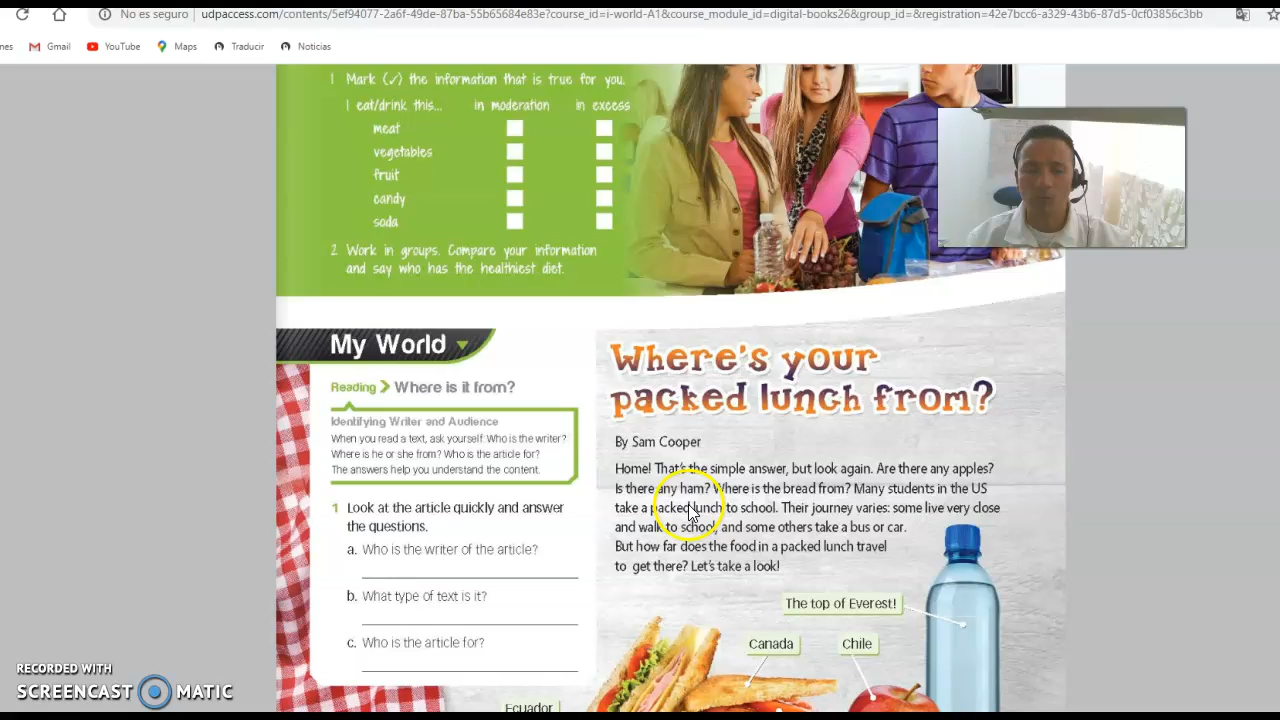 No es seguro
udpaccess.com/contents/5ef94077-2a6f-49de-87ba-55b65684e83e?course_id=i-world-A1&course_module_id=digital-books26&group_id=&registration=42e7bcc6-a329-43b6-87d5-0cf03856c3bb
nes Gmail YouTube Maps Traducir Noticias
1 Mark (✓) the information that is true for you.
I eat/drink this... in moderation in excess
meat
vegetables
fruit
candy
soda
2 Work in groups. Compare your information
and say who has the healthiest diet.
My World
Reading > Where is it from?
Identifying Writer and Audience
When you read a text, ask yourself: Who is the writer?
Where is he or she from? Who is the article for?
The answers help you understand the content.
1 Look at the article quickly and answer
the questions.
a. Who is the writer of the article?
b. What type of text is it?
c. Who is the article for?
Where's your
packed lunch from?
By Sam Cooper
Home! That's the simple answer, but look again. Are there any apples?
Is there any ham? Where is the bread from? Many students in the US
take a packed lunch to school. Their journey varies: some live very close
and walk to school, and some others take a bus or car.
But how far does the food in a packed lunch travel
to get there? Let's take a look!
The top of Everest!
Canada
Chile
Ecuador
RECORDED WITH
SCREENCAST MATIC